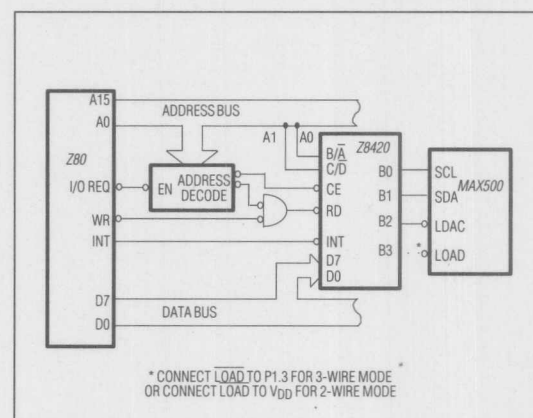 A15
ADDRESS BUS
A0
A1 A0
Z80
Z8420
B/A̅
C/D̅
B0
SCL
MAX500
I/O REQ
EN
ADDRESS
DECODE
CE
B1
SDA
RD
B2
LDAC
WR
INT
INT
B3
*
LOAD
D7
D0
D7
DATA BUS
D0
* CONNECT L̅O̅A̅D̅ TO P1.3 FOR 3-WIRE MODE
OR CONNECT LOAD TO VDD FOR 2-WIRE MODE